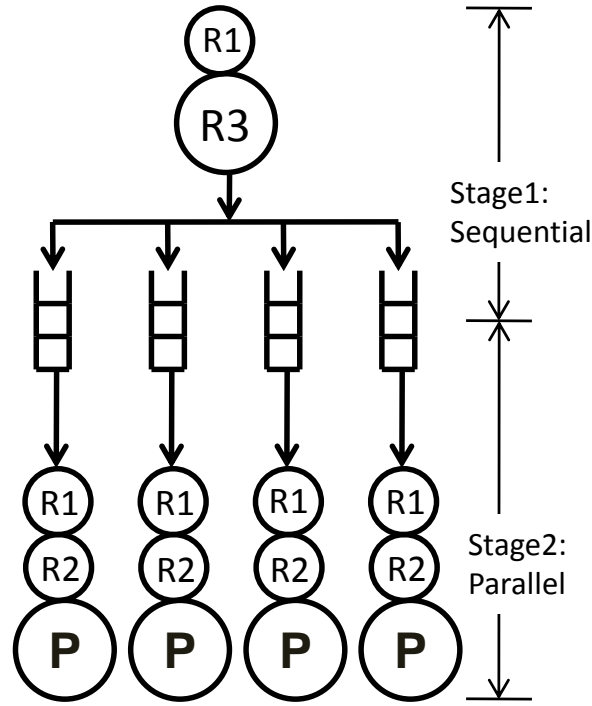 R1
R3
Stage1:
Sequential
R1 R1 R1 R1
R2 R2 R2 R2
Stage2:
Parallel
P P P P